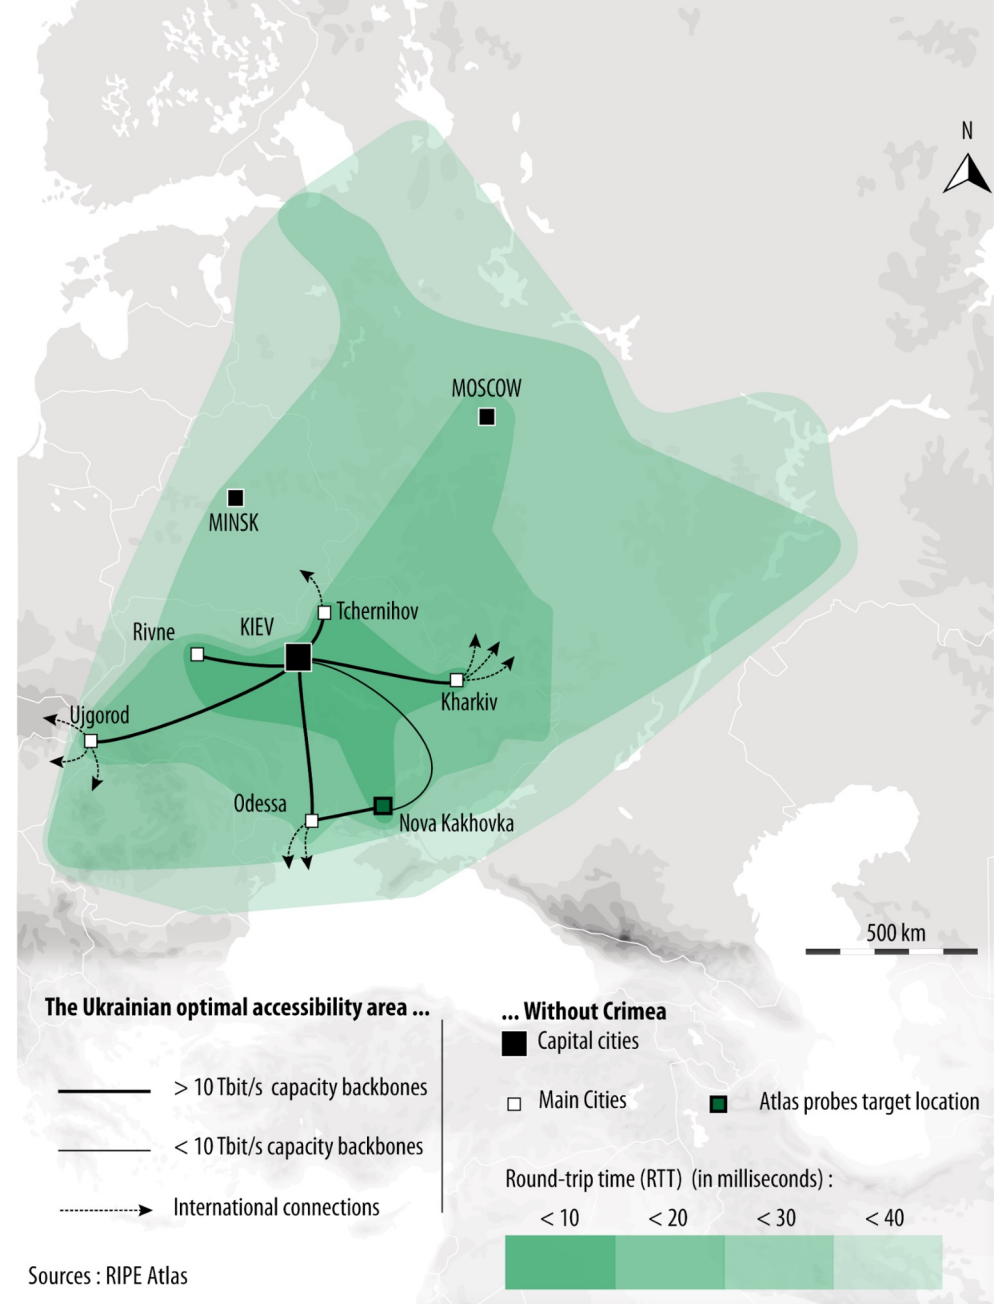 N
MOSCOW
MINSK
Tchernihov
Rivne
KIEV
Kharkiv
Ujgorod
Odessa
Nova Kakhovka
500 km
The Ukrainian optimal accessibility area ...
> 10 Tbit/s capacity backbones
< 10 Tbit/s capacity backbones
International connections
Sources : RIPE Atlas
... Without Crimea
Capital cities
Main Cities
Atlas probes target location
Round-trip time (RTT) (in milliseconds) :
< 10 < 20 < 30 < 40